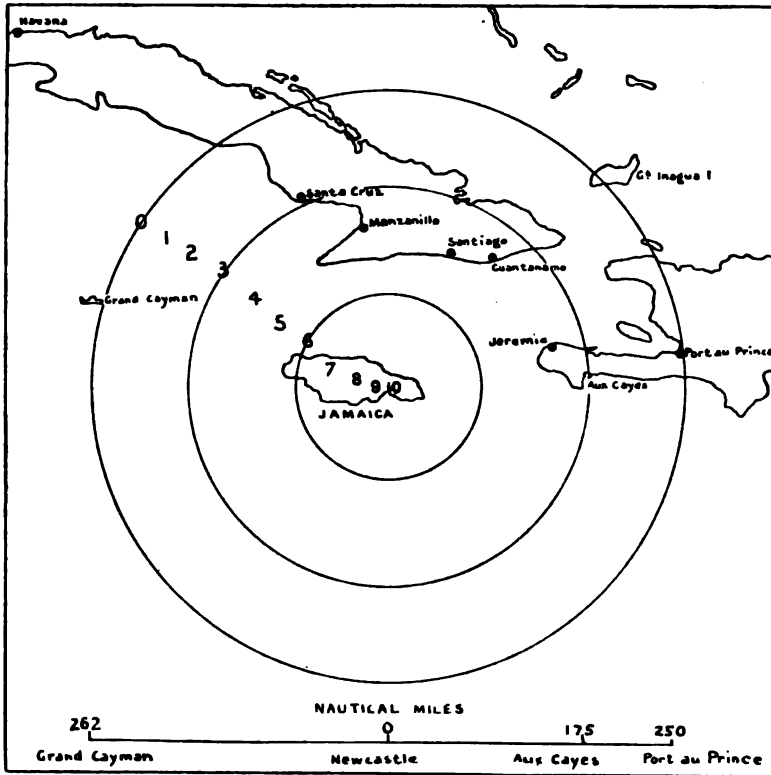 Havana
Gt Inagua I
Santa Cruz
0
Manzanillo
1
2
Santiago
Guantanamo
3
4
Grand Cayman
5
6
Jeremie
Port au Prince
7
8
9
10
Aux Cayes
JAMAICA
NAUTICAL MILES
262 0 175 250
Grand Cayman Newcastle Aux Cayes Port au Prince